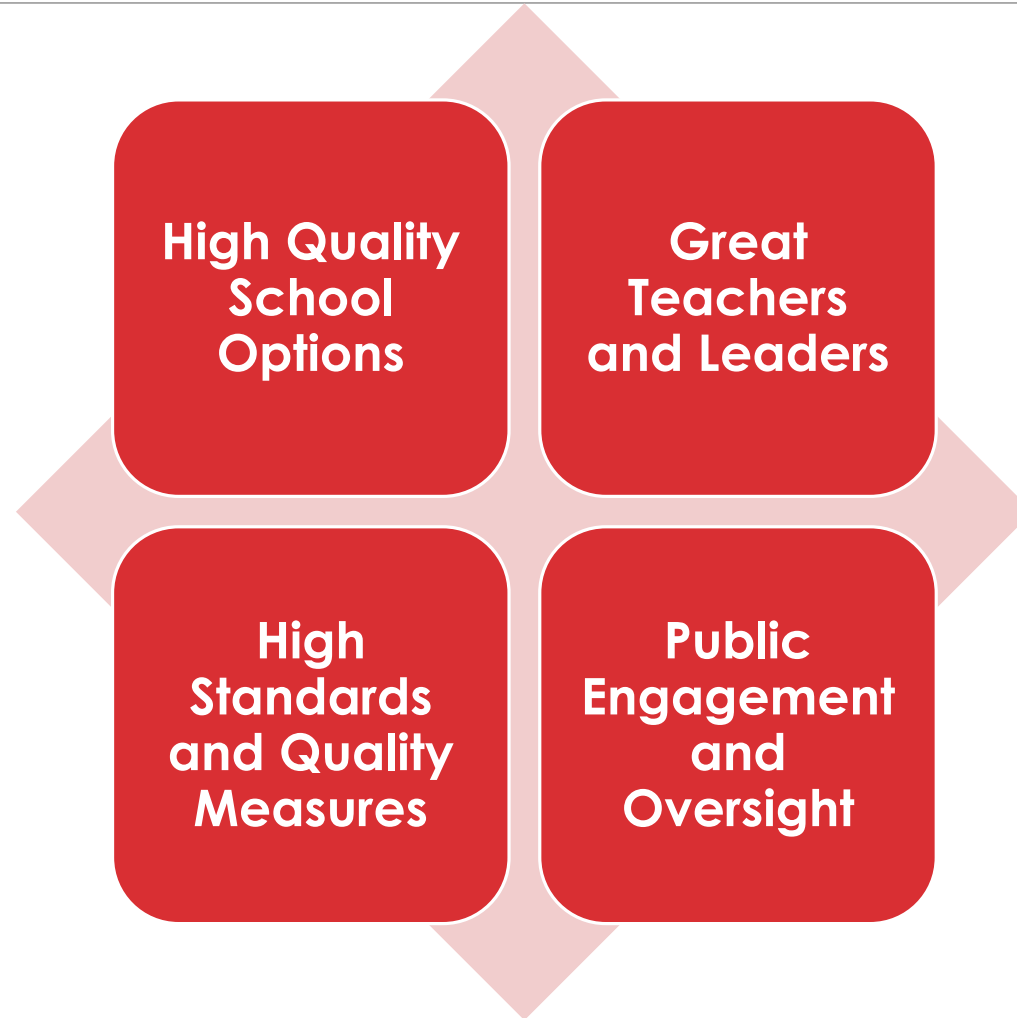 High Quality
School
Options
Great
Teachers
and Leaders
High
Standards
and Quality
Measures
Public
Engagement
and
Oversight